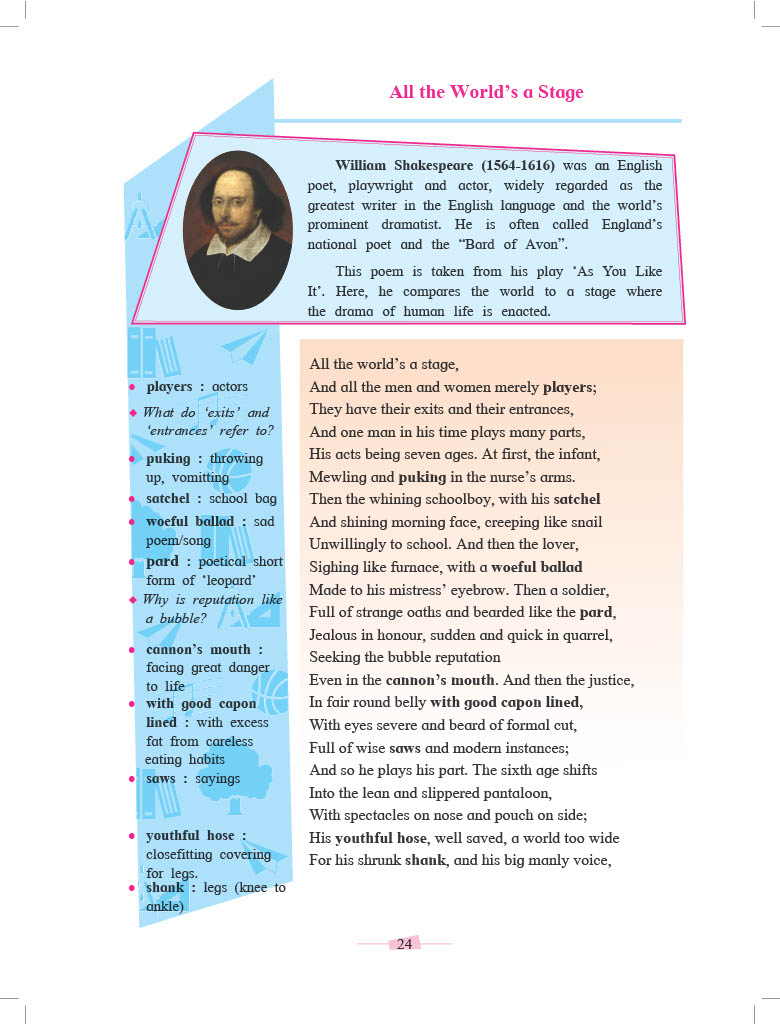 All the World's a Stage
William Shakespeare (1564-1616) was an English
poet, playwright and actor, widely regarded as the
greatest writer in the English language and the world's
prominent dramatist. He is often called England's
national poet and the “Bard of Avon”.
This poem is taken from his play ‘As You Like
It’. Here, he compares the world to a stage where
the drama of human life is enacted.
• players : actors
◆ What do ‘exits’ and
‘entrances’ refer to?
• puking : throwing
up, vomitting
• satchel : school bag
• woeful ballad : sad
poem/song
• pard : poetical short
form of ‘leopard’
◆ Why is reputation like
a bubble?
• cannon’s mouth :
facing great danger
to life
• with good capon
lined : with excess
fat from careless
eating habits
• saws : sayings
• youthful hose :
closefitting covering
for legs.
• shank : legs (knee to
ankle)
All the world’s a stage,
And all the men and women merely players;
They have their exits and their entrances,
And one man in his time plays many parts,
His acts being seven ages. At first, the infant,
Mewling and puking in the nurse’s arms.
Then the whining schoolboy, with his satchel
And shining morning face, creeping like snail
Unwillingly to school. And then the lover,
Sighing like furnace, with a woeful ballad
Made to his mistress’ eyebrow. Then a soldier,
Full of strange oaths and bearded like the pard,
Jealous in honour, sudden and quick in quarrel,
Seeking the bubble reputation
Even in the cannon’s mouth. And then the justice,
In fair round belly with good capon lined,
With eyes severe and beard of formal cut,
Full of wise saws and modern instances;
And so he plays his part. The sixth age shifts
Into the lean and slippered pantaloon,
With spectacles on nose and pouch on side;
His youthful hose, well saved, a world too wide
For his shrunk shank, and his big manly voice,
24